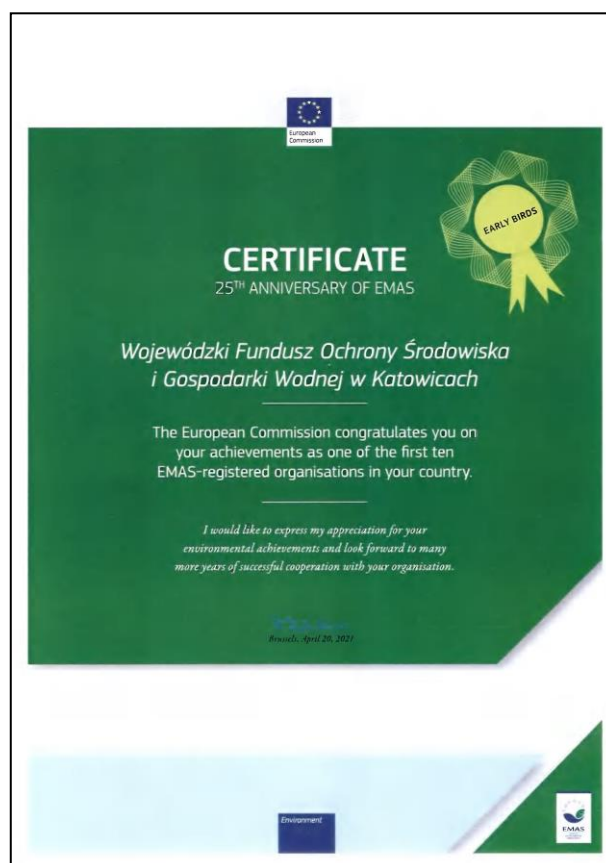 European
Commission
EARLY BIRDS
CERTIFICATE
25TH ANNIVERSARY OF EMAS
Wojewódzki Fundusz Ochrony Środowiska
i Gospodarki Wodnej w Katowicach
The European Commission congratulates you on
your achievements as one of the first ten
EMAS-registered organisations in your country.
I would like to express my appreciation for your
environmental achievements and look forward to many
more years of successful cooperation with your organisation.
Brussels, April 20, 2021
Environment
EMAS